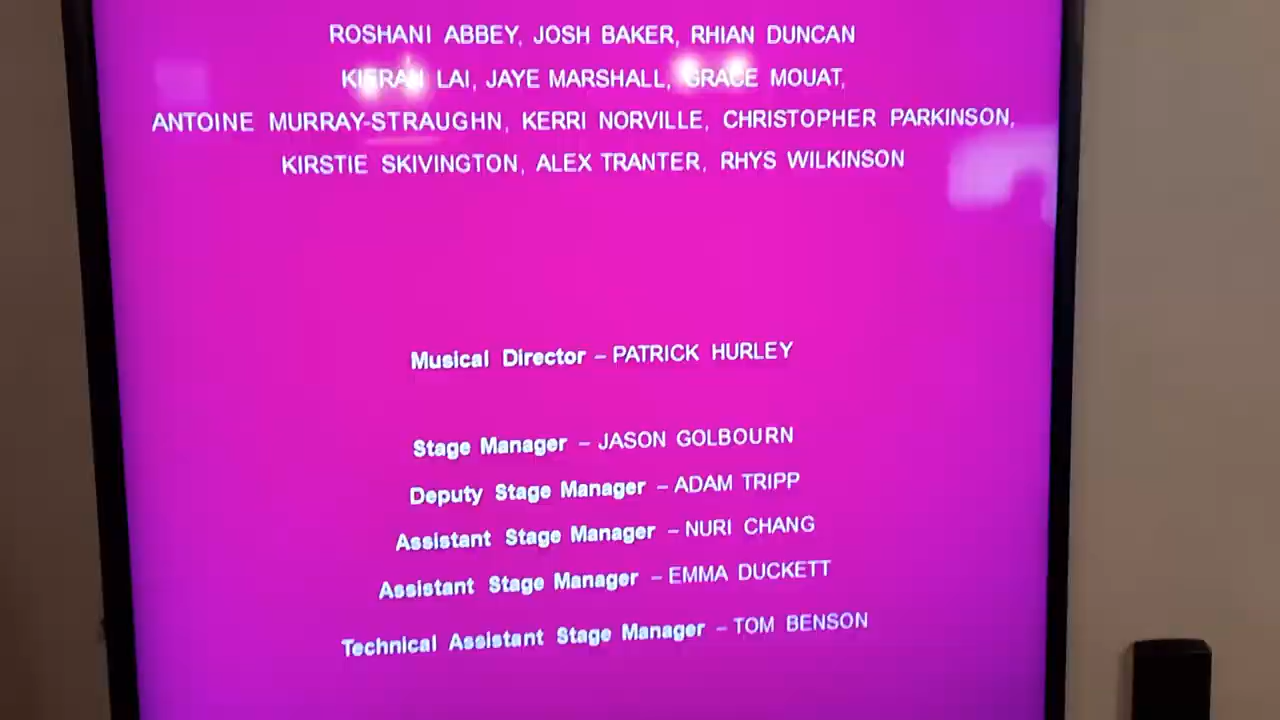 ROSHANI ABBEY, JOSH BAKER, RHIAN DUNCAN
KIERAN LAI, JAYE MARSHALL, GRACE MOUAT,
ANTOINE MURRAY-STRAUGHN, KERRI NORVILLE, CHRISTOPHER PARKINSON,
KIRSTIE SKIVINGTON, ALEX TRANTER, RHYS WILKINSON
Musical Director – PATRICK HURLEY
Stage Manager – JASON GOLBOURN
Deputy Stage Manager – ADAM TRIPP
Assistant Stage Manager – NURI CHANG
Assistant Stage Manager – EMMA DUCKETT
Technical Assistant Stage Manager – TOM BENSON